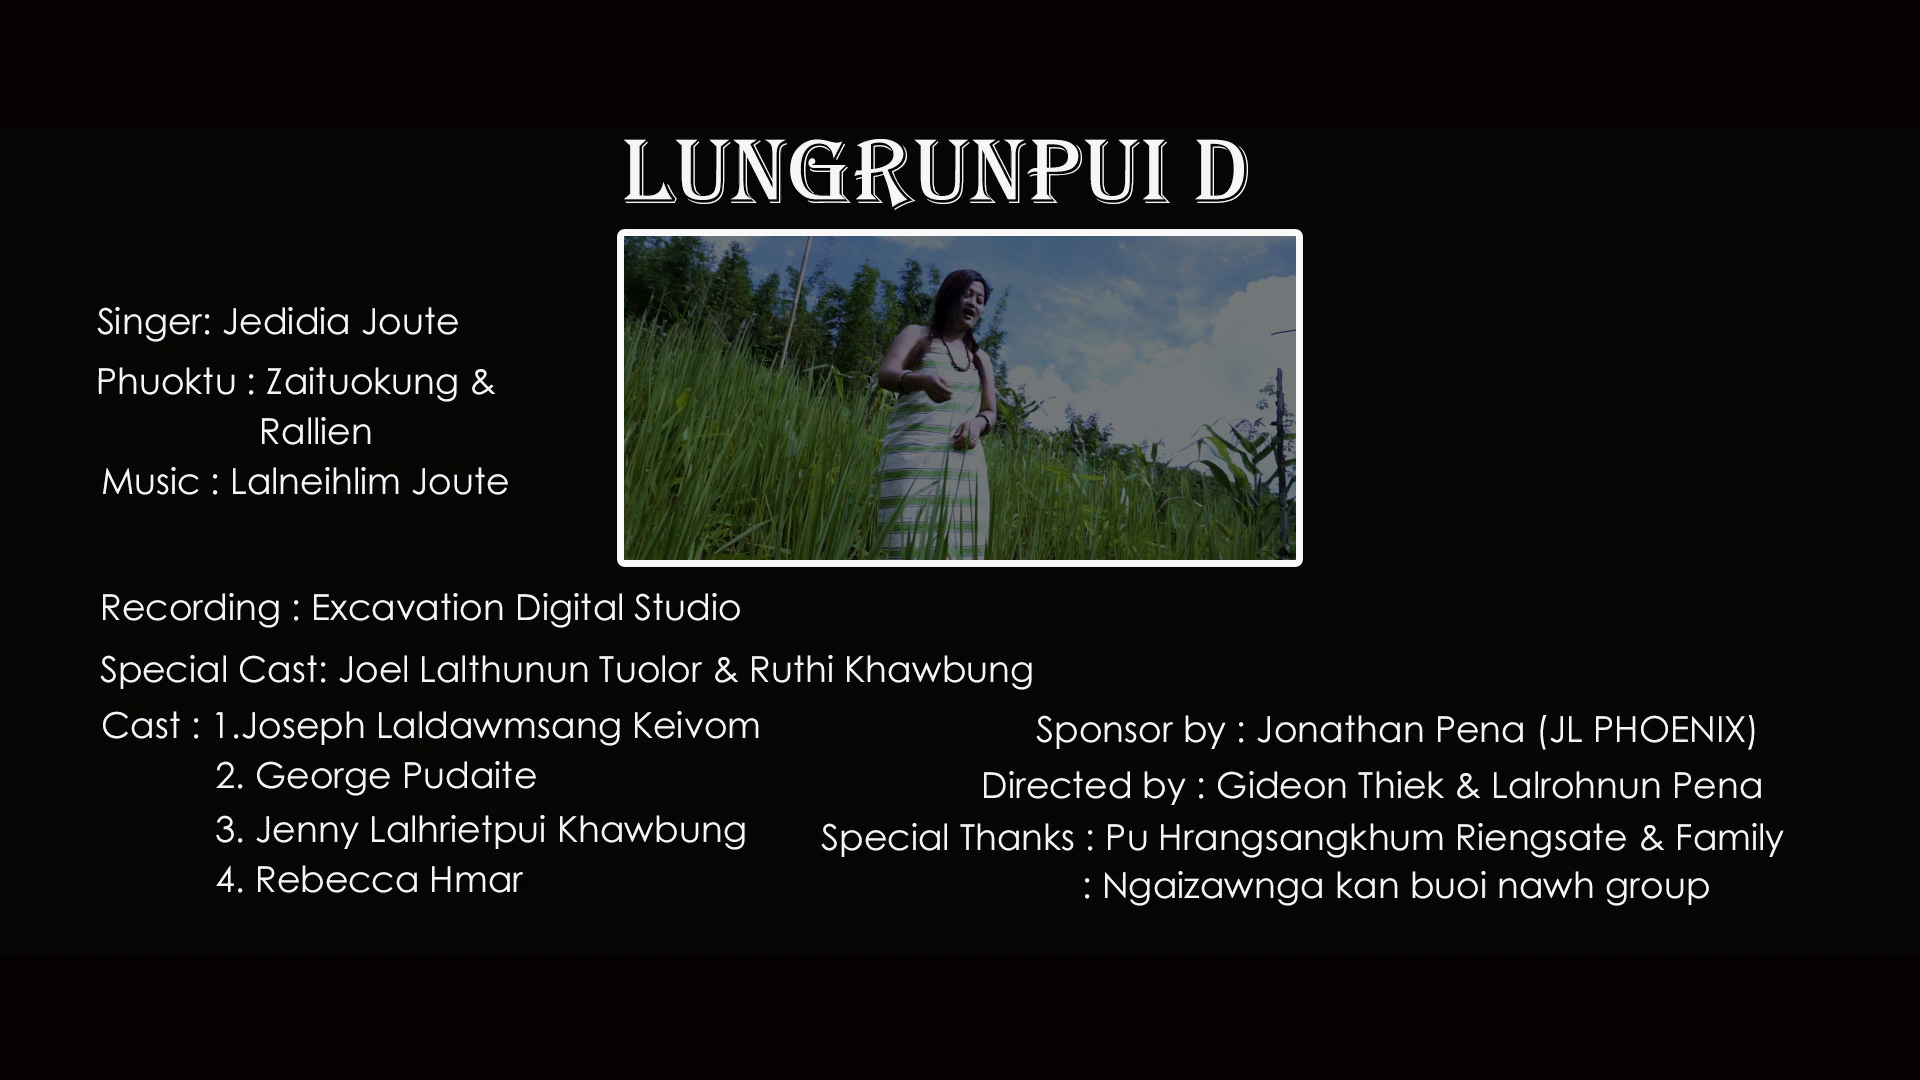 LUNGRUNPUI D
Singer: Jedidia Joute
Phuoktu : Zaituokung &
Rallien
Music : Lalneihlim Joute
Recording : Excavation Digital Studio
Special Cast: Joel Lalthunun Tuolor & Ruthi Khawbung
Cast : 1.Joseph Laldawmsang Keivom
2. George Pudaite
3. Jenny Lalhrietpui Khawbung
4. Rebecca Hmar
Sponsor by : Jonathan Pena (JL PHOENIX)
Directed by : Gideon Thiek & Lalrohnun Pena
Special Thanks : Pu Hrangsangkhum Riengsate & Family
: Ngaizawnga kan buoi nawh group